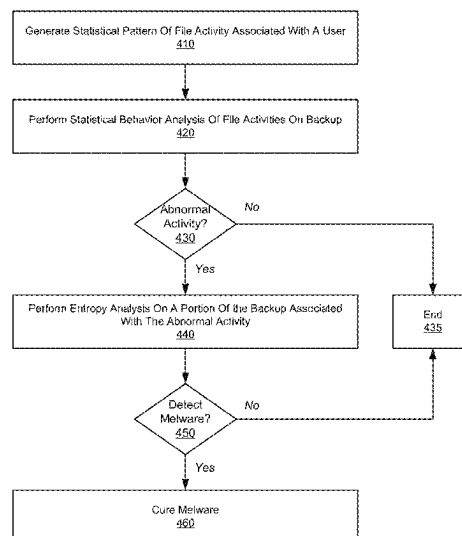 Generate Statistical Pattern Of File Activity Associated With A User
410
Perform Statistical Behavior Analysis Of File Activities On Backup
420
Abnormal
Activity?
430
No
Yes
Perform Entropy Analysis On A Portion Of the Backup Associated
With The Abnormal Activity
440
End
435
Detect
Melware?
450
No
Yes
Cure Melware
460